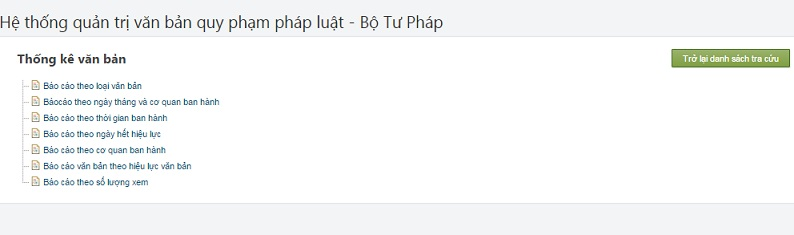 Hệ thống quản trị văn bản quy phạm pháp luật - Bộ Tư Pháp
Thống kê văn bản
Trở lại danh sách tra cứu
Báo cáo theo loại văn bản
Báocáo theo ngày tháng và cơ quan ban hành
Báo cáo theo thời gian ban hành
Báo cáo theo ngày hết hiệu lực
Báo cáo theo cơ quan ban hành
Báo cáo văn bản theo hiệu lực văn bản
Báo cáo theo số lượng xem